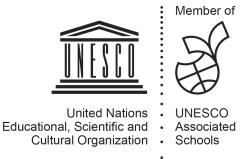 UNESCO
United Nations
Educational, Scientific and
Cultural Organization
Member of
UNESCO
Associated
Schools